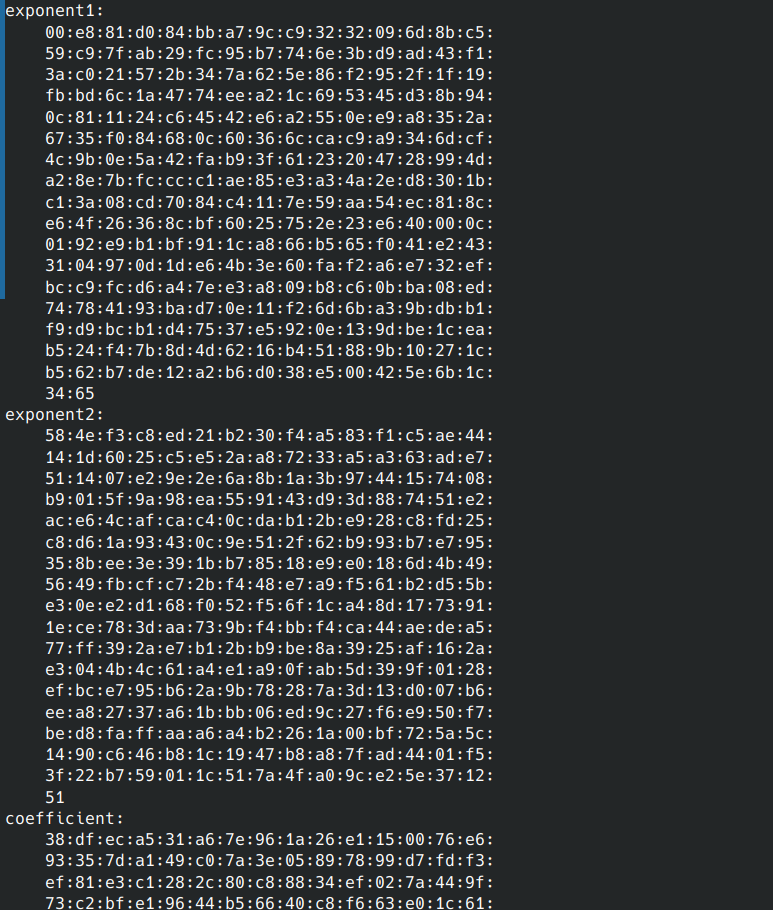 exponent1:
00:e8:81:d0:84:bb:a7:9c:c9:32:32:09:6d:8b:c5:
59:c9:7f:ab:29:fc:95:b7:74:6e:3b:d9:ad:43:f1:
3a:c0:21:57:2b:34:7a:62:5e:86:f2:95:2f:1f:19:
fb:bd:6c:1a:47:74:ee:a2:1c:69:53:45:d3:8b:94:
0c:81:11:24:c6:45:42:e6:a2:55:0e:e9:a8:35:2a:
67:35:f0:84:68:0c:60:36:6c:ca:c9:a9:34:6d:cf:
4c:9b:0e:5a:42:fa:b9:3f:61:23:20:47:28:99:4d:
a2:8e:7b:fc:cc:c1:ae:85:e3:a3:4a:2e:d8:30:1b:
c1:3a:08:cd:70:84:c4:11:7e:59:aa:54:ec:81:8c:
e6:4f:26:36:8c:bf:60:25:75:2e:23:e6:40:00:0c:
01:92:e9:b1:bf:91:1c:a8:66:b5:65:f0:41:e2:43:
31:04:97:0d:1d:e6:4b:3e:60:fa:f2:a6:e7:32:ef:
bc:c9:fc:d6:a4:7e:e3:a8:09:b8:c6:0b:ba:08:ed:
74:78:41:93:ba:d7:0e:11:f2:6d:6b:a3:9b:db:b1:
f9:d9:bc:b1:d4:75:37:e5:92:0e:13:9d:be:1c:ea:
b5:24:f4:7b:8d:4d:62:16:b4:51:88:9b:10:27:1c:
b5:62:b7:de:12:a2:b6:d0:38:e5:00:42:5e:6b:1c:
34:65
exponent2:
58:4e:f3:c8:ed:21:b2:30:f4:a5:83:f1:c5:ae:44:
14:1d:60:25:c5:e5:2a:a8:72:33:a5:a3:63:ad:e7:
51:14:07:e2:9e:2e:6a:8b:1a:3b:97:44:15:74:08:
b9:01:5f:9a:98:ea:55:91:43:d9:3d:88:74:51:e2:
ac:e6:4c:af:ca:c4:0c:da:b1:2b:e9:28:c8:fd:25:
c8:d6:1a:93:43:0c:9e:51:2f:62:b9:93:b7:e7:95:
35:8b:ee:3e:39:1b:b7:85:18:e9:e0:18:6d:4b:49:
56:49:fb:cf:c7:2b:f4:48:e7:a9:f5:61:b2:d5:5b:
e3:0e:e2:d1:68:f0:52:f5:6f:1c:a4:8d:17:73:91:
1e:ce:78:3d:aa:73:9b:f4:bb:f4:ca:44:ae:de:a5:
77:ff:39:2a:e7:b1:2b:b9:be:8a:39:25:af:16:2a:
e3:04:4b:4c:61:a4:e1:a9:0f:ab:5d:39:9f:01:28:
ef:bc:e7:95:b6:2a:9b:78:28:7a:3d:13:d0:07:b6:
ee:a8:27:37:a6:1b:bb:06:ed:9c:27:f6:e9:50:f7:
be:d8:fa:ff:aa:a6:a4:b2:26:1a:00:bf:72:5a:5c:
14:90:c6:46:b8:1c:19:47:b8:a8:7f:ad:44:01:f5:
3f:22:b7:59:01:1c:51:7a:4f:a0:9c:e2:5e:37:12:
51
coefficient:
38:df:ec:a5:31:a6:7e:96:1a:26:e1:15:00:76:e6:
93:35:7d:a1:49:c0:7a:3e:05:89:78:99:d7:fd:f3:
ef:81:e3:c1:28:2c:80:c8:88:34:ef:02:7a:44:9f:
73:c2:bf:e1:96:44:b5:66:40:c8:f6:63:e0:1c:61: